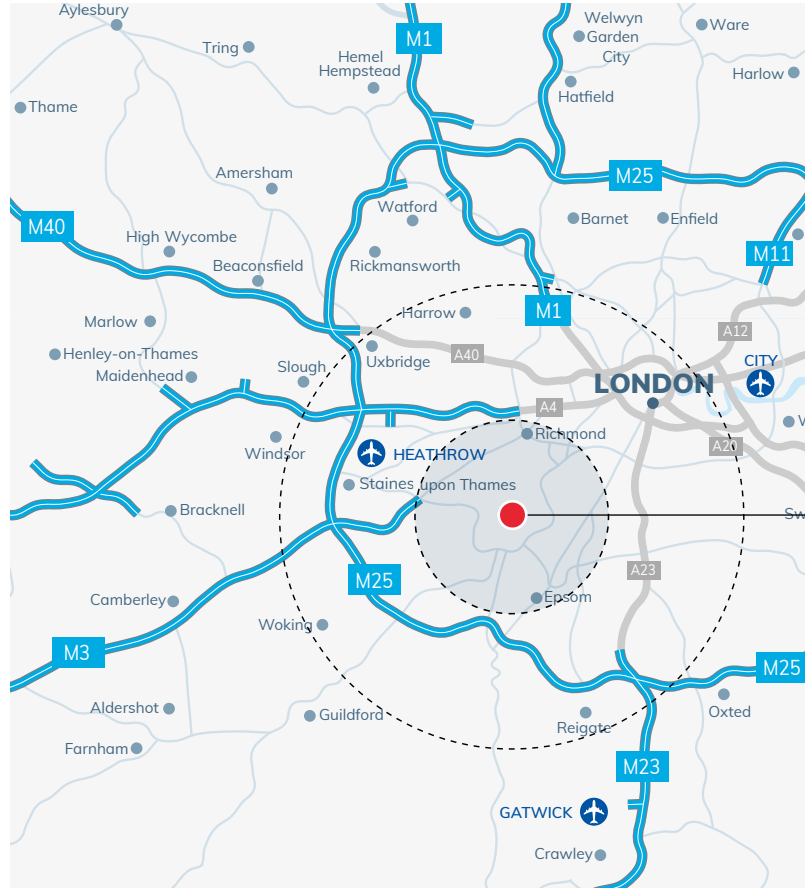 Aylesbury
M1
Welwyn
Garden
City
Ware
Tring
Hemel
Hempstead
Harlow
Hatfield
Thame
Amersham
M25
Watford
Barnet
Enfield
M40
High Wycombe
M11
Beaconsfield
Rickmansworth
Marlow
Harrow
M1
A12
Henley-on-Thames
Uxbridge
A40
CITY
Slough
Maidenhead
LONDON
A4
Windsor
Richmond
A20
HEATHROW
Staines upon Thames
Bracknell
Sw
A23
M25
Camberley
Epsom
Woking
M3
M25
Aldershot
Guildford
Oxted
Reigate
Farnham
M23
GATWICK
Crawley